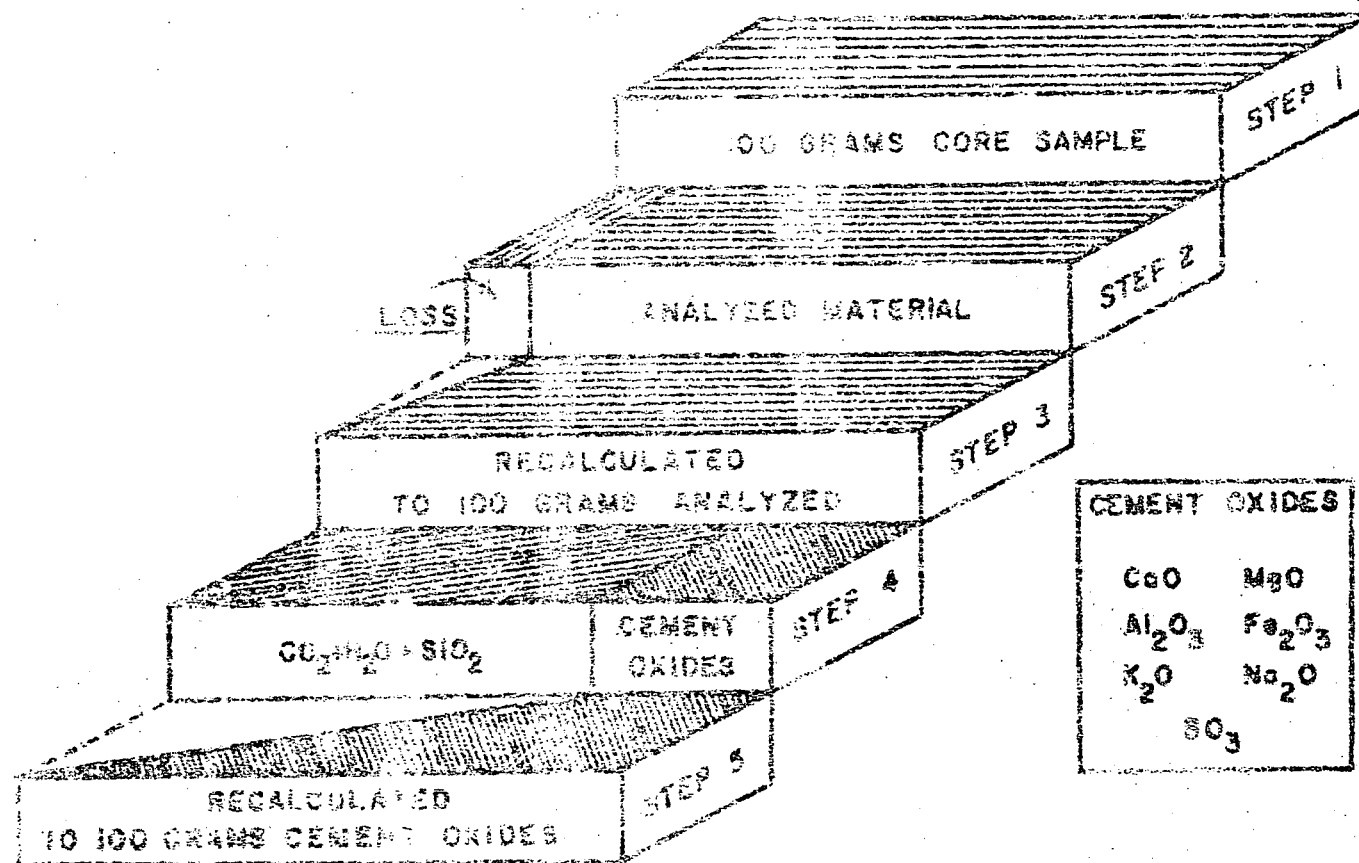 100 GRAMS CORE SAMPLE
STEP 1
LOSS
ANALYZED MATERIAL
STEP 2
RECALCULATED
TO 100 GRAMS ANALYZED
STEP 3
CO₂+H₂O + SiO₂
CEMENT
OXIDES
STEP 4
RECALCULATED
TO 100 GRAMS CEMENT OXIDES
STEP 5
CEMENT OXIDES
CaO MgO
Al₂O₃ Fe₂O₃
K₂O Na₂O
SO₃